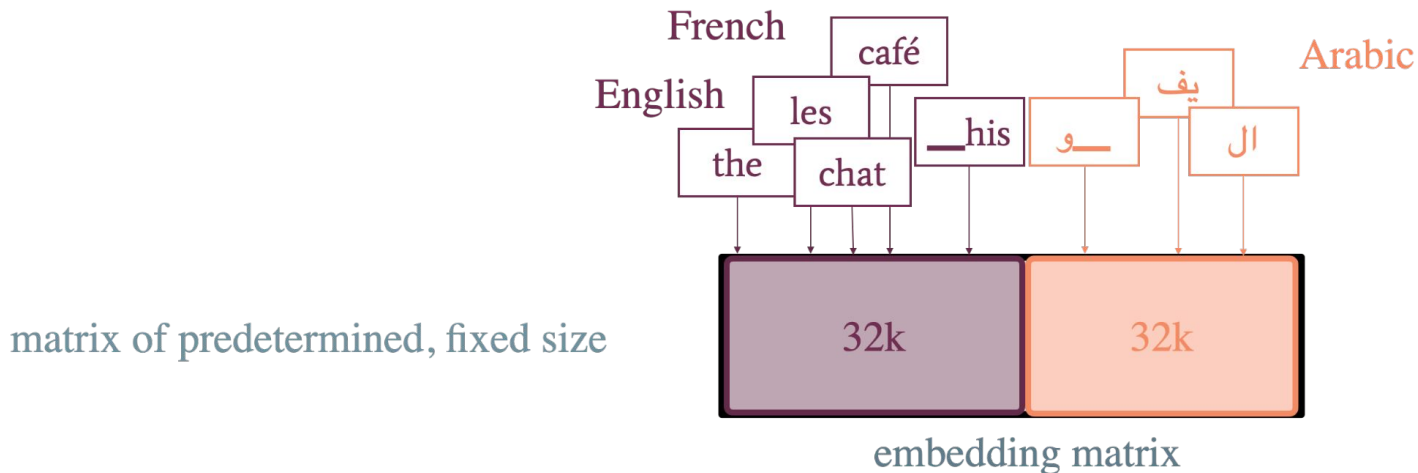 French
café
Arabic
English
les
يف
the
chat
__his
__و
ال
matrix of predetermined, fixed size
32k
32k
embedding matrix